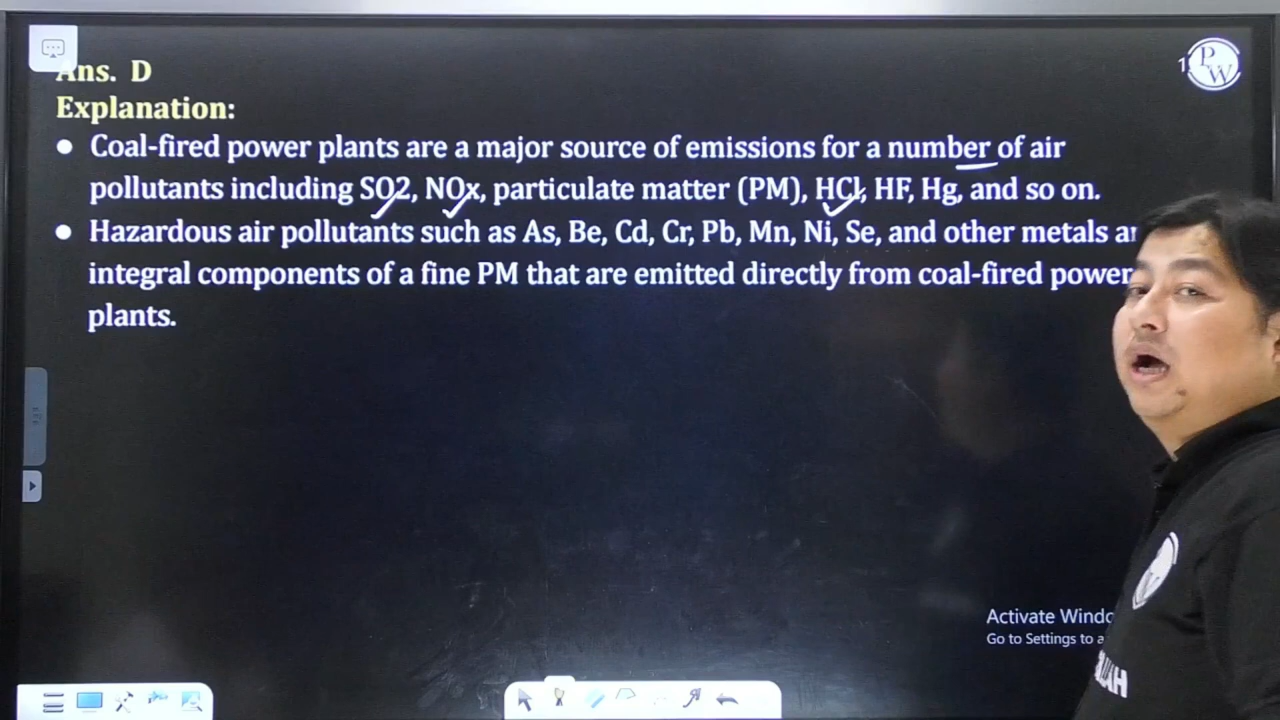 Ans. D
Explanation:
• Coal-fired power plants are a major source of emissions for a number of air
pollutants including SO2, NOx, particulate matter (PM), HCl, HF, Hg, and so on.
• Hazardous air pollutants such as As, Be, Cd, Cr, Pb, Mn, Ni, Se, and other metals
integral components of a fine PM that are emitted directly from coal-fired power
plants.
PW
Activate
Go to Settings to